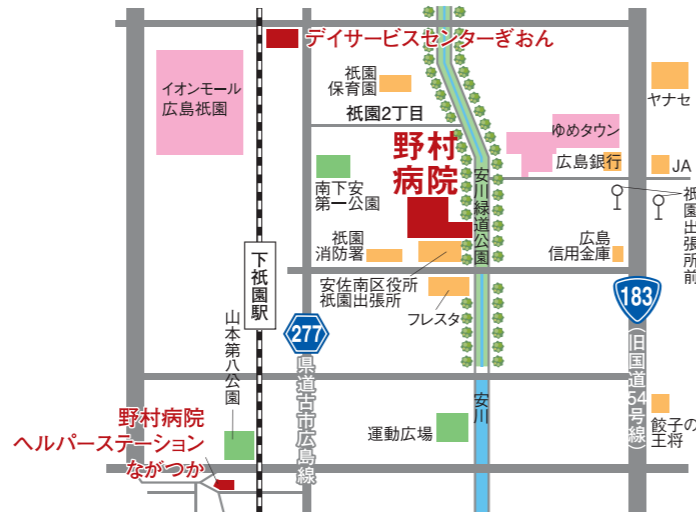 デイサービスセンターぎおん
イオンモール
広島祇園
祇園
保育園
祇園2丁目
野村
病院
ゆめタウン
広島銀行
ヤナセ
JA
南下安
第一公園
安川緑道公園
祇園出張所前
祇園
消防署
安佐南区役所
祇園出張所
広島
信用金庫
フレスタ
下祇園駅
277
県道古市広島線
183
(旧国道54号線)
山本第八公園
野村病院
ヘルパーステーション
ながつか
運動広場
安川
餃子の
王将